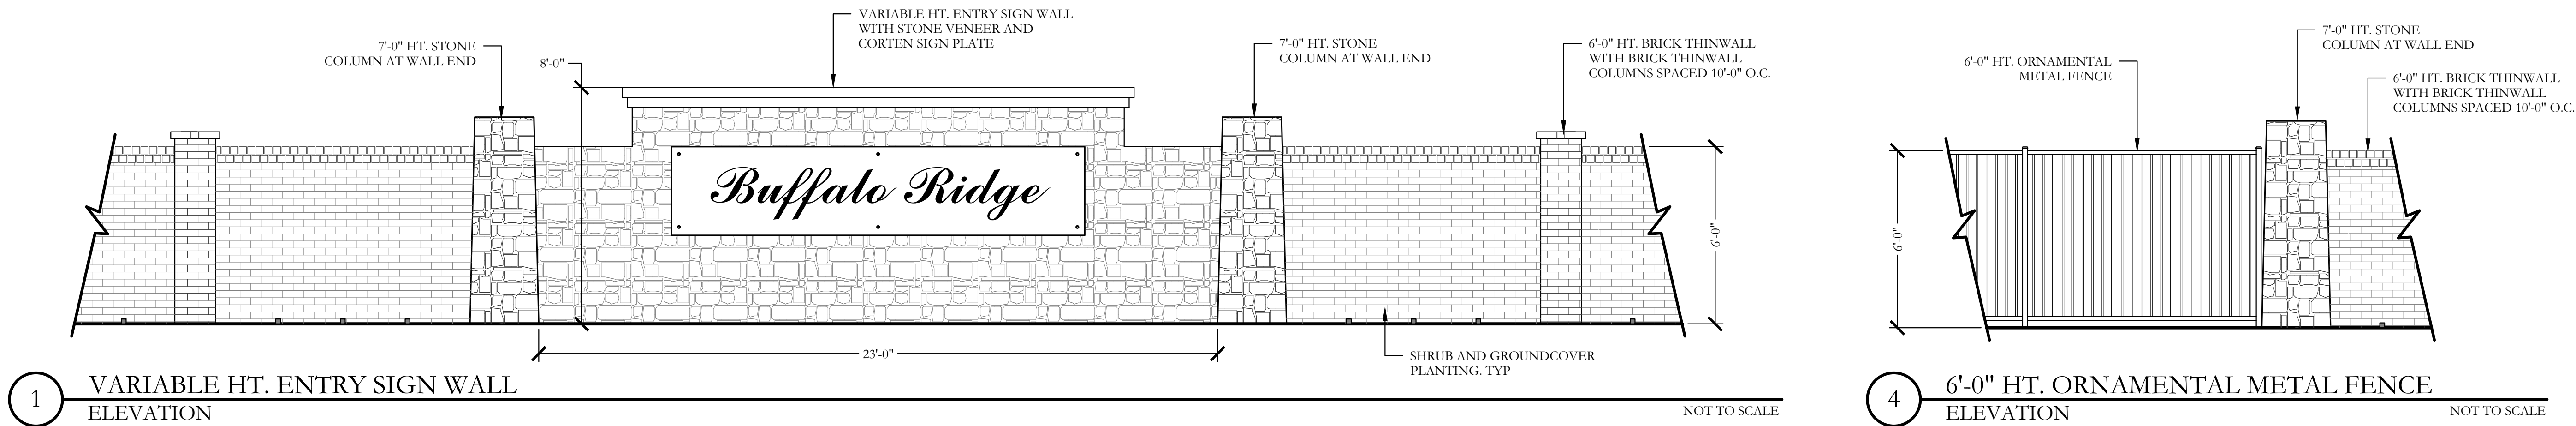 VARIABLE HT. ENTRY SIGN WALL
WITH STONE VENEER AND
CORTEN SIGN PLATE
7'-0" HT. STONE
COLUMN AT WALL END
8'-0"
7'-0" HT. STONE
COLUMN AT WALL END
6'-0" HT. BRICK THINWALL
WITH BRICK THINWALL
COLUMNS SPACED 10'-0" O.C.
Buffalo Ridge
6'-0"
23'-0"
SHRUB AND GROUNDCOVER
PLANTING. TYP
1
VARIABLE HT. ENTRY SIGN WALL
ELEVATION
NOT TO SCALE
7'-0" HT. STONE
COLUMN AT WALL END
6'-0" HT. ORNAMENTAL
METAL FENCE
6'-0" HT. BRICK THINWALL
WITH BRICK THINWALL
COLUMNS SPACED 10'-0" O.C.
6'-0"
4
6'-0" HT. ORNAMENTAL METAL FENCE
ELEVATION
NOT TO SCALE